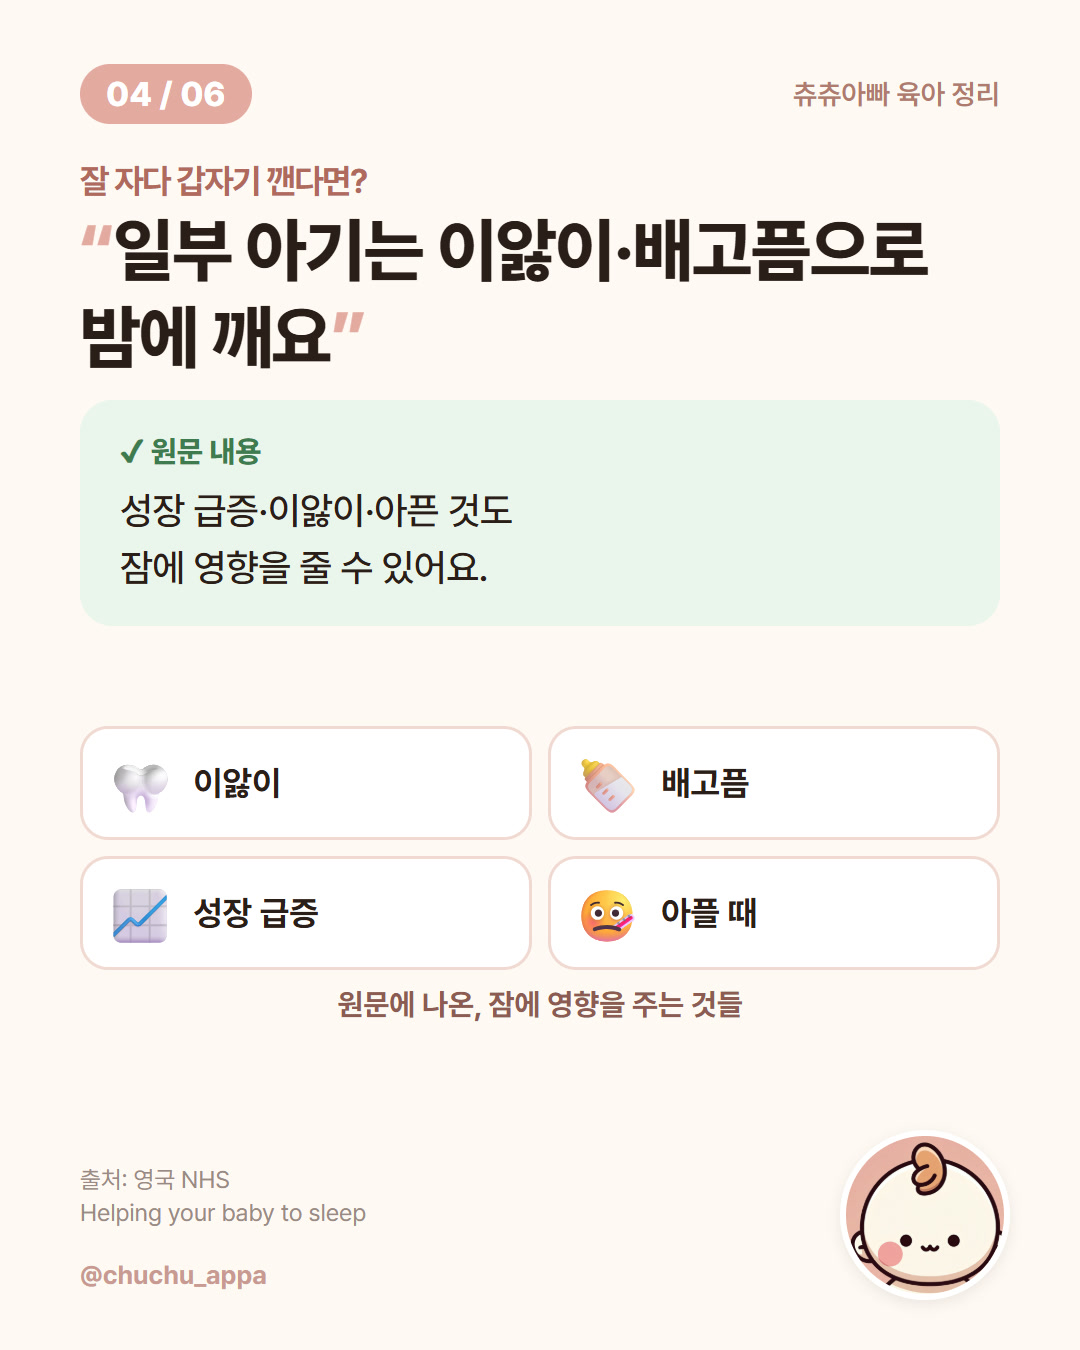 04 / 06
츄츄아빠 육아 정리
잘 자다 갑자기 깬다면?
“일부 아기는 이앓이·배고픔으로
밤에 깨요”
✓ 원문 내용
성장 급증·이앓이·아픈 것도
잠에 영향을 줄 수 있어요.
이앓이
배고픔
성장 급증
아플 때
원문에 나온, 잠에 영향을 주는 것들
출처: 영국 NHS
Helping your baby to sleep
@chuchu_appa